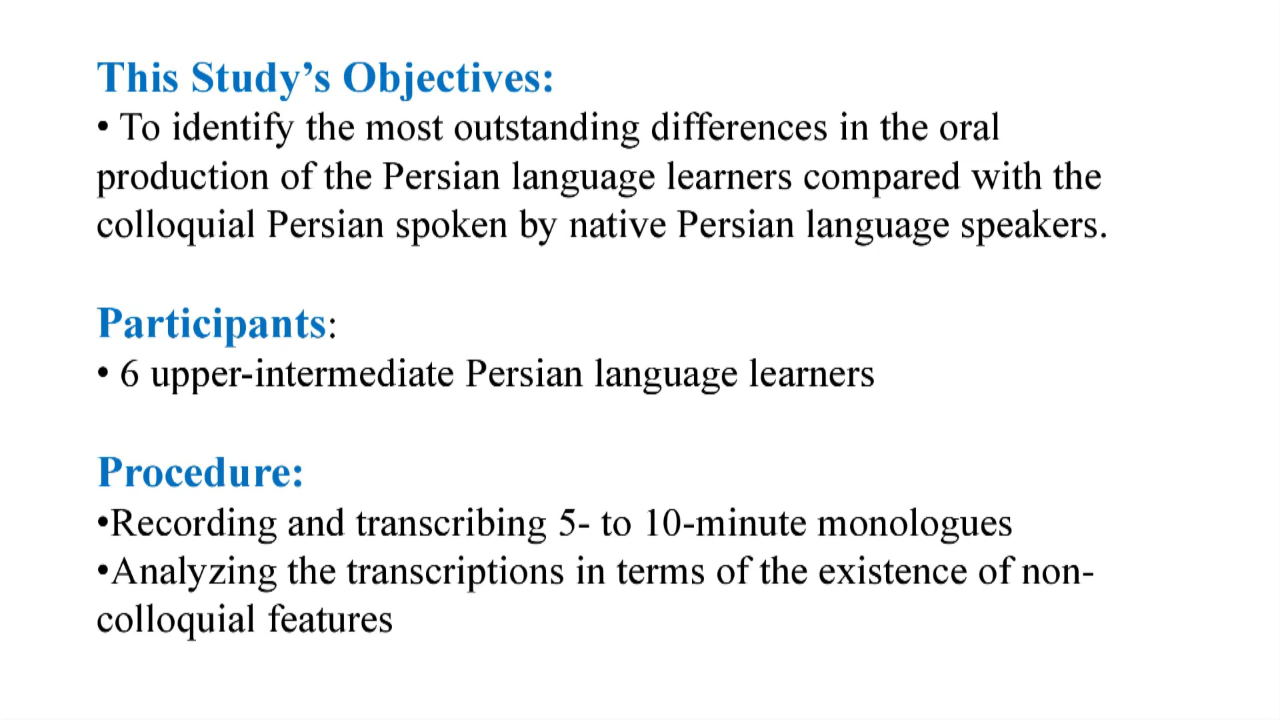 This Study’s Objectives:
• To identify the most outstanding differences in the oral
production of the Persian language learners compared with the
colloquial Persian spoken by native Persian language speakers.
Participants:
• 6 upper-intermediate Persian language learners
Procedure:
•Recording and transcribing 5- to 10-minute monologues
•Analyzing the transcriptions in terms of the existence of non-
colloquial features